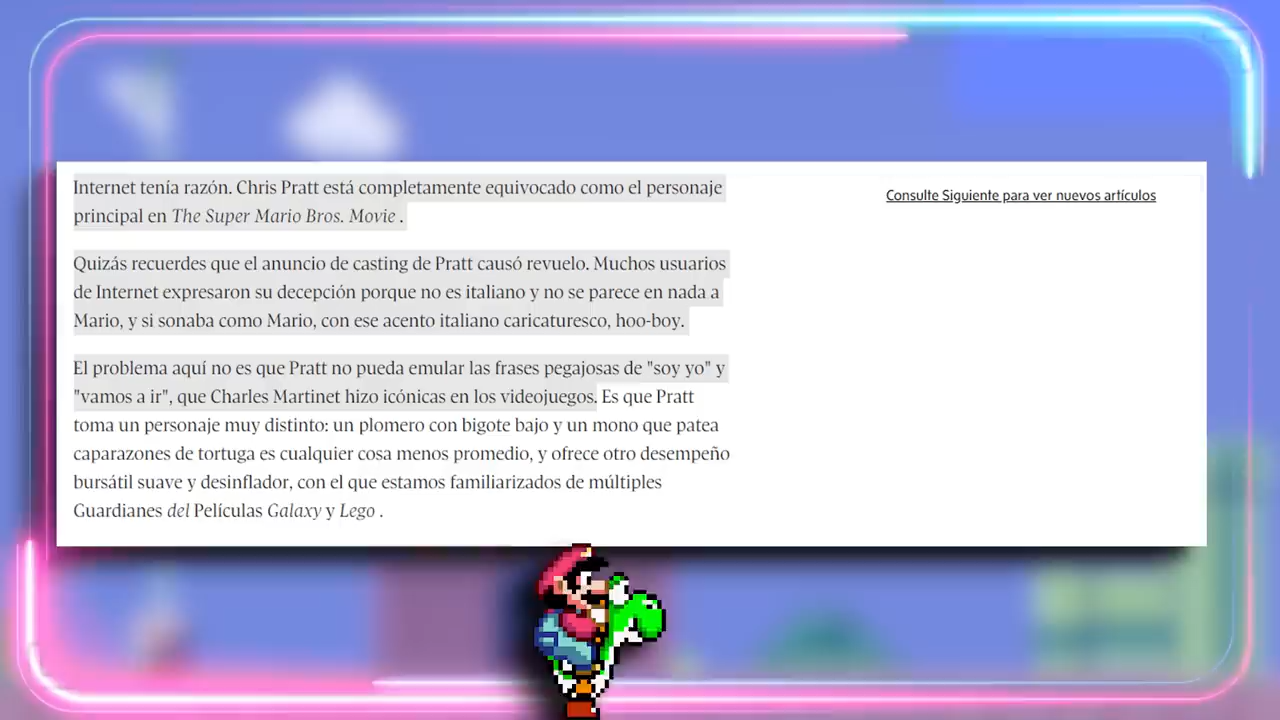 Internet tenía razón. Chris Pratt está completamente equivocado como el personaje
principal en The Super Mario Bros. Movie .
Consulte Siguiente para ver nuevos artículos
Quizás recuerdes que el anuncio de casting de Pratt causó revuelo. Muchos usuarios
de Internet expresaron su decepción porque no es italiano y no se parece en nada a
Mario, y si sonaba como Mario, con ese acento italiano caricaturesco, hoo-boy.
El problema aquí no es que Pratt no pueda emular las frases pegajosas de "soy yo" y
"vamos a ir", que Charles Martinet hizo icónicas en los videojuegos. Es que Pratt
toma un personaje muy distinto: un plomero con bigote bajo y un mono que patea
caparazones de tortuga es cualquier cosa menos promedio, y ofrece otro desempeño
bursátil suave y desinflador, con el que estamos familiarizados de múltiples
Guardianes del Películas Galaxy y Lego .